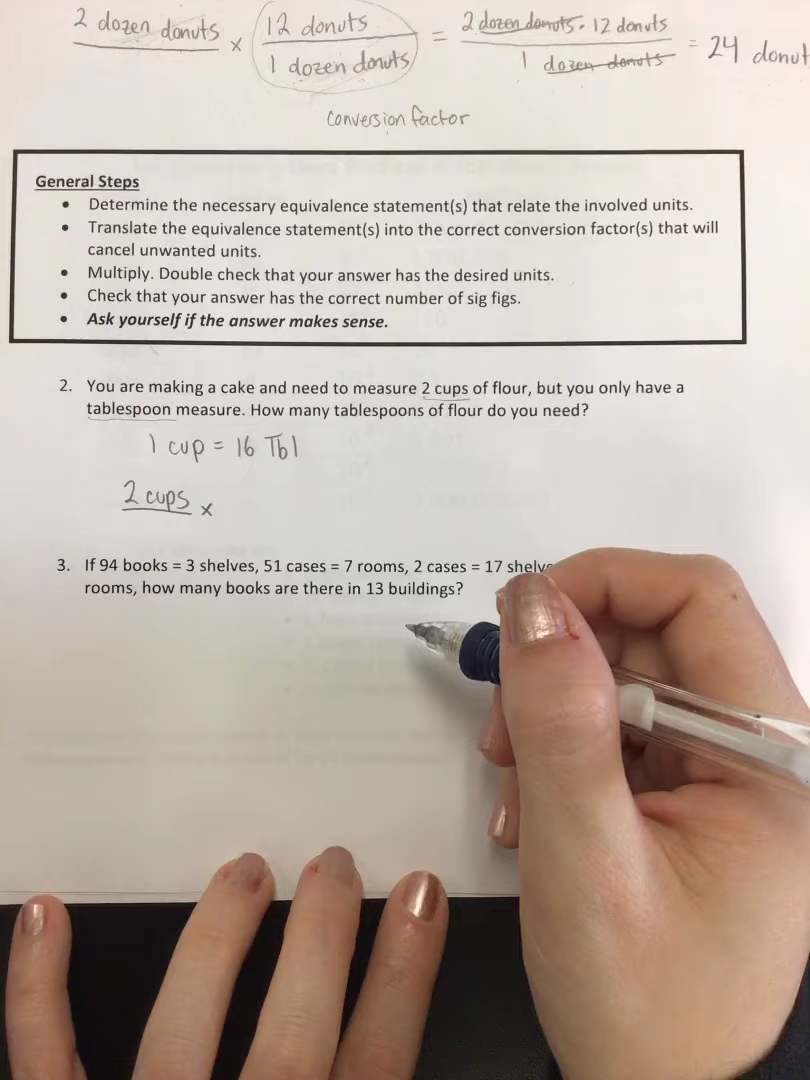 2 dozen donuts × 12 donuts / 1 dozen donuts = 2 dozen donuts · 12 donuts / 1 dozen donuts = 24 donut
conversion factor
General Steps
• Determine the necessary equivalence statement(s) that relate the involved units.
• Translate the equivalence statement(s) into the correct conversion factor(s) that will
cancel unwanted units.
• Multiply. Double check that your answer has the desired units.
• Check that your answer has the correct number of sig figs.
• Ask yourself if the answer makes sense.
2. You are making a cake and need to measure 2 cups of flour, but you only have a
tablespoon measure. How many tablespoons of flour do you need?
1 cup = 16 Tbl
2 cups ×
3. If 94 books = 3 shelves, 51 cases = 7 rooms, 2 cases = 17
rooms, how many books are there in 13 buildings?